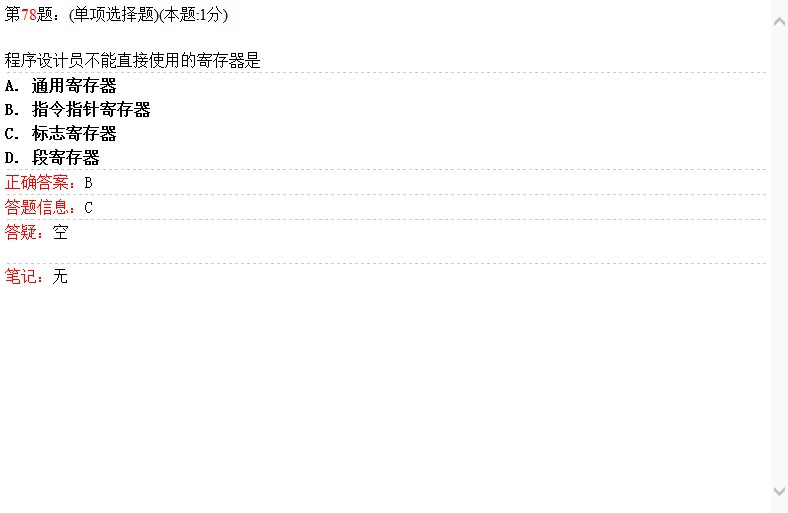 第78题：(单项选择题)(本题:1分)
程序设计员不能直接使用的寄存器是
A. 通用寄存器
B. 指令指针寄存器
C. 标志寄存器
D. 段寄存器
正确答案：B
答题信息：C
答疑：空
笔记：无